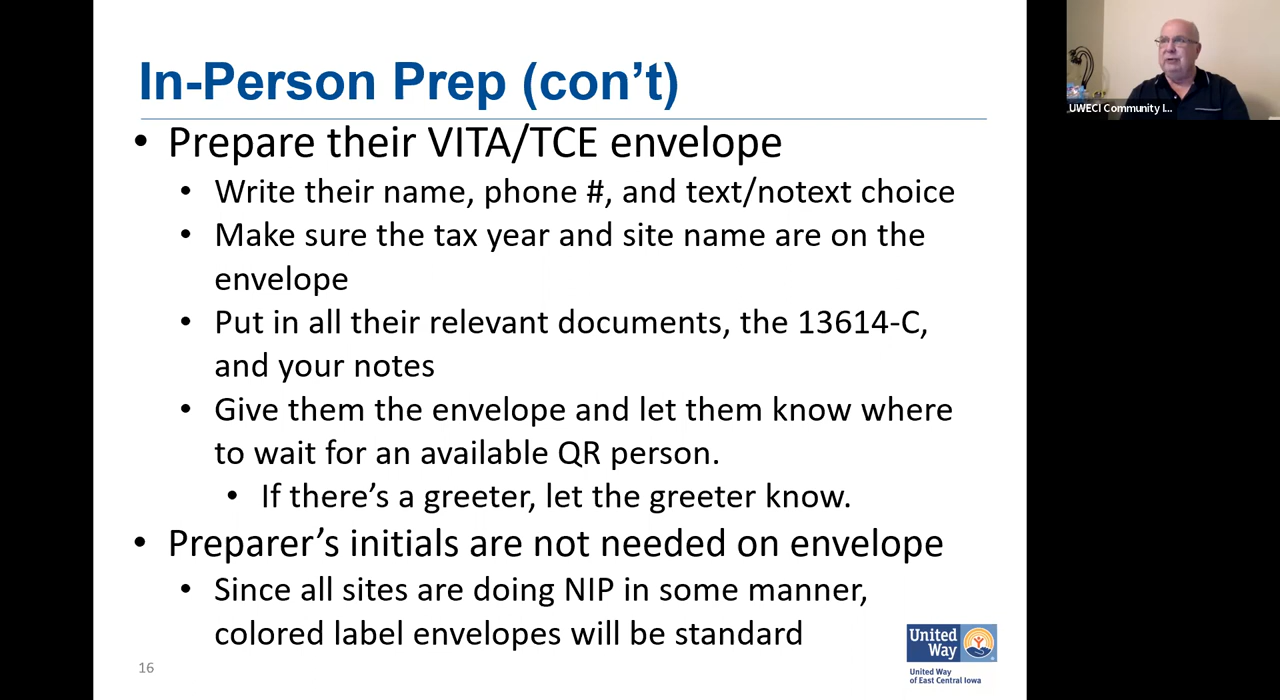 In-Person Prep (con’t)
• Prepare their VITA/TCE envelope
• Write their name, phone #, and text/notext choice
• Make sure the tax year and site name are on the
envelope
• Put in all their relevant documents, the 13614-C,
and your notes
• Give them the envelope and let them know where
to wait for an available QR person.
• If there’s a greeter, let the greeter know.
• Preparer’s initials are not needed on envelope
• Since all sites are doing NIP in some manner,
colored label envelopes will be standard
16
United
Way
United Way
of East Central Iowa
UWECI Community I...